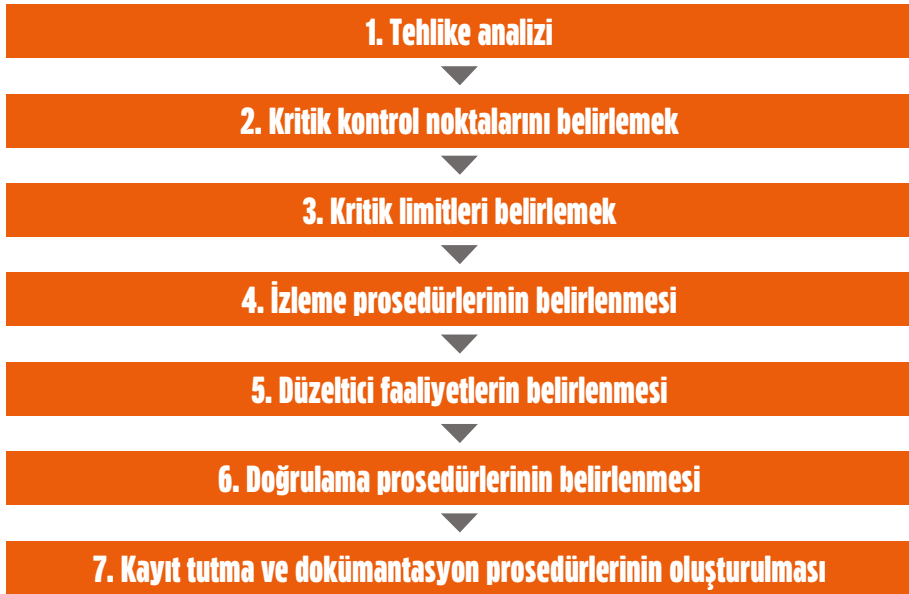 1. Tehlike analizi
2. Kritik kontrol noktalarını belirlemek
3. Kritik limitleri belirlemek
4. İzleme prosedürlerinin belirlenmesi
5. Düzeltici faaliyetlerin belirlenmesi
6. Doğrulama prosedürlerinin belirlenmesi
7. Kayıt tutma ve dokümantasyon prosedürlerinin oluşturulması